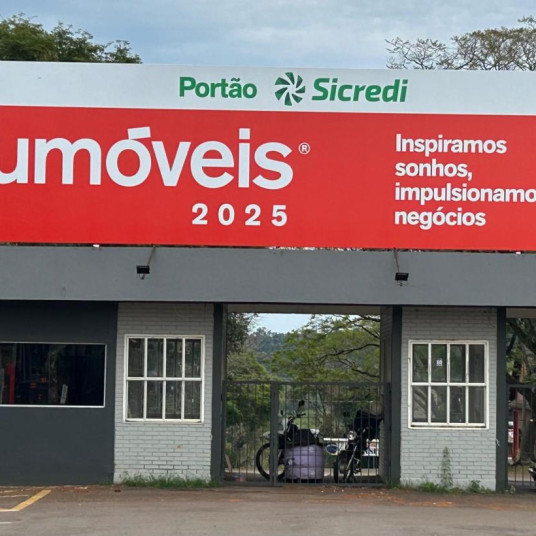 Portão Sicredi
umóveis®
2025
Inspiramos
sonhos,
impulsionamo
negócios